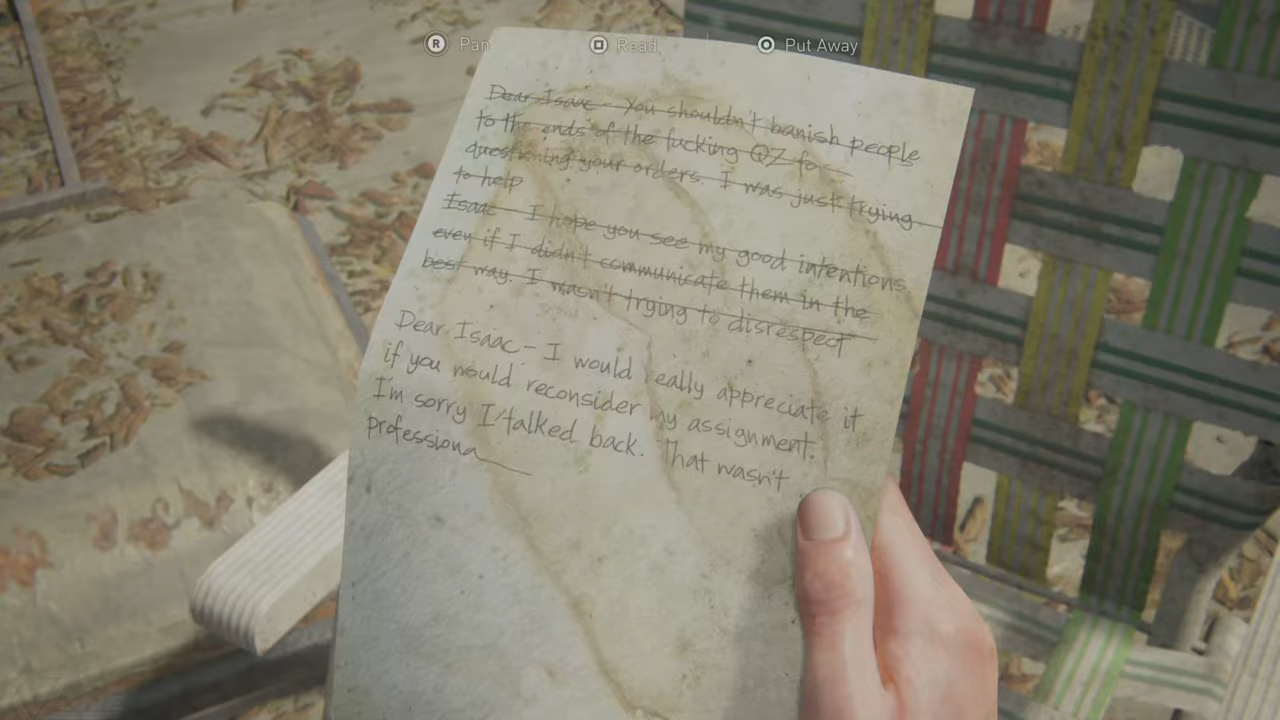 R Pan Read Put Away
Dear Isaac - You shouldn't banish people
to the ends of the fucking QZ fo
questioning your orders. I was just trying
to help
Isaac - I hope you see my good intentions
even if I didn't communicate them in the
best way. I wasn't trying to disrespect
Dear Isaac - I would really appreciate it
if you would reconsider my assignment.
I'm sorry I talked back. That wasn't
professiona